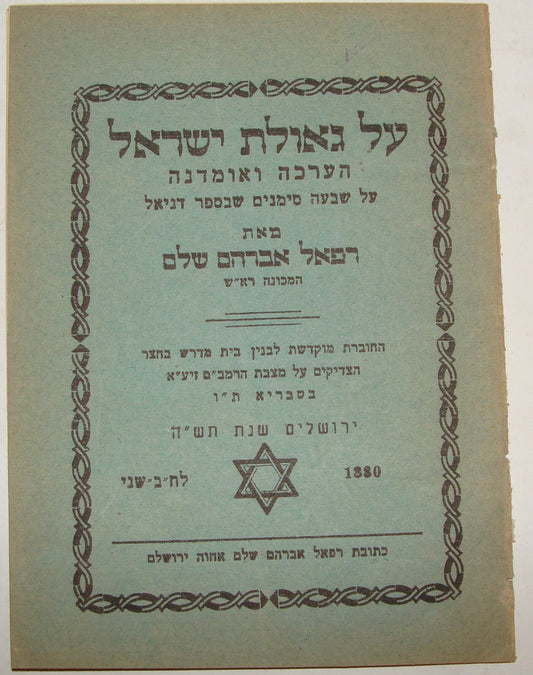 על גאולת ישראל
הערכה ואומדנה
על שבעה סימנים שבספר דניאל
מאת
רפאל אברהם שלם
המכונה רא״ש
החוברת מוקדשת לבנין בית מדרש בחצר
הצדיקים על מצבת הרמב״ם זיע״א
בטבריא ת״ו
ירושלים שנת תש״ה
1880 לח״ב״שני
כתובת רפאל אברהם שלם אחוה ירושלם